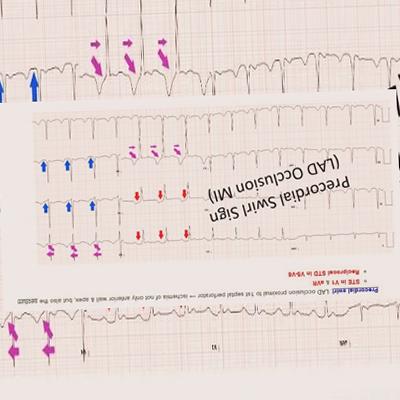 Precordial swirl: LAD occlusion proximal to 1st septal perforator → ischemia of not only anterior wall & apex, but also the septum
• STE in V1 & aVR
• Reciprocal STD in V5-V6
Precordial Swirl Sign
(LAD Occlusion MI)